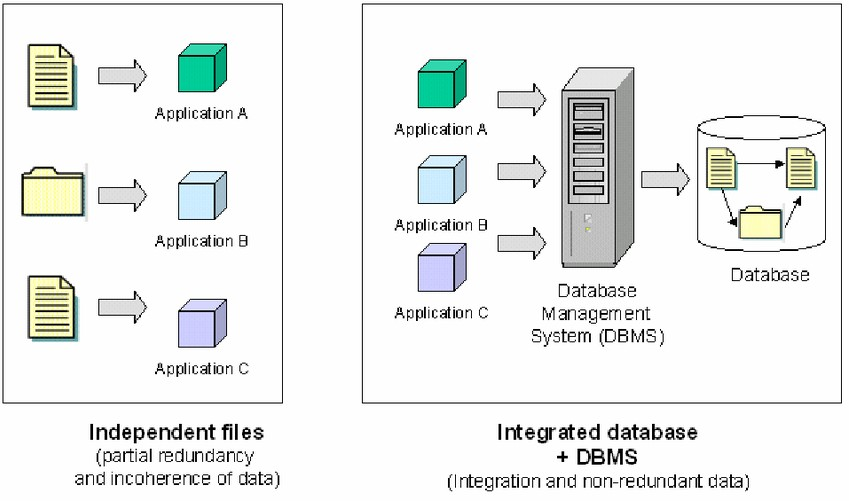 Application A
Application B
Application C
Independent files
(partial redundancy
and incoherence of data)
Application A
Application B
Application C
Database
Management
System (DBMS)
Database
Integrated database
+ DBMS
(Integration and non-redundant data)